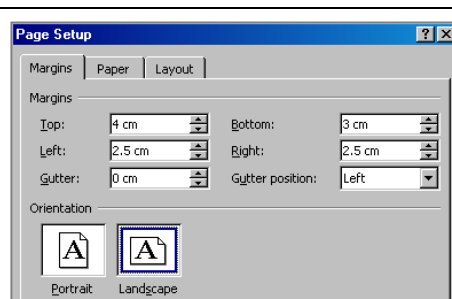 Page Setup
Margins Paper Layout
Margins
Top: 4 cm Bottom: 3 cm
Left: 2.5 cm Right: 2.5 cm
Gutter: 0 cm Gutter position: Left
Orientation
A A
Portrait Landscape